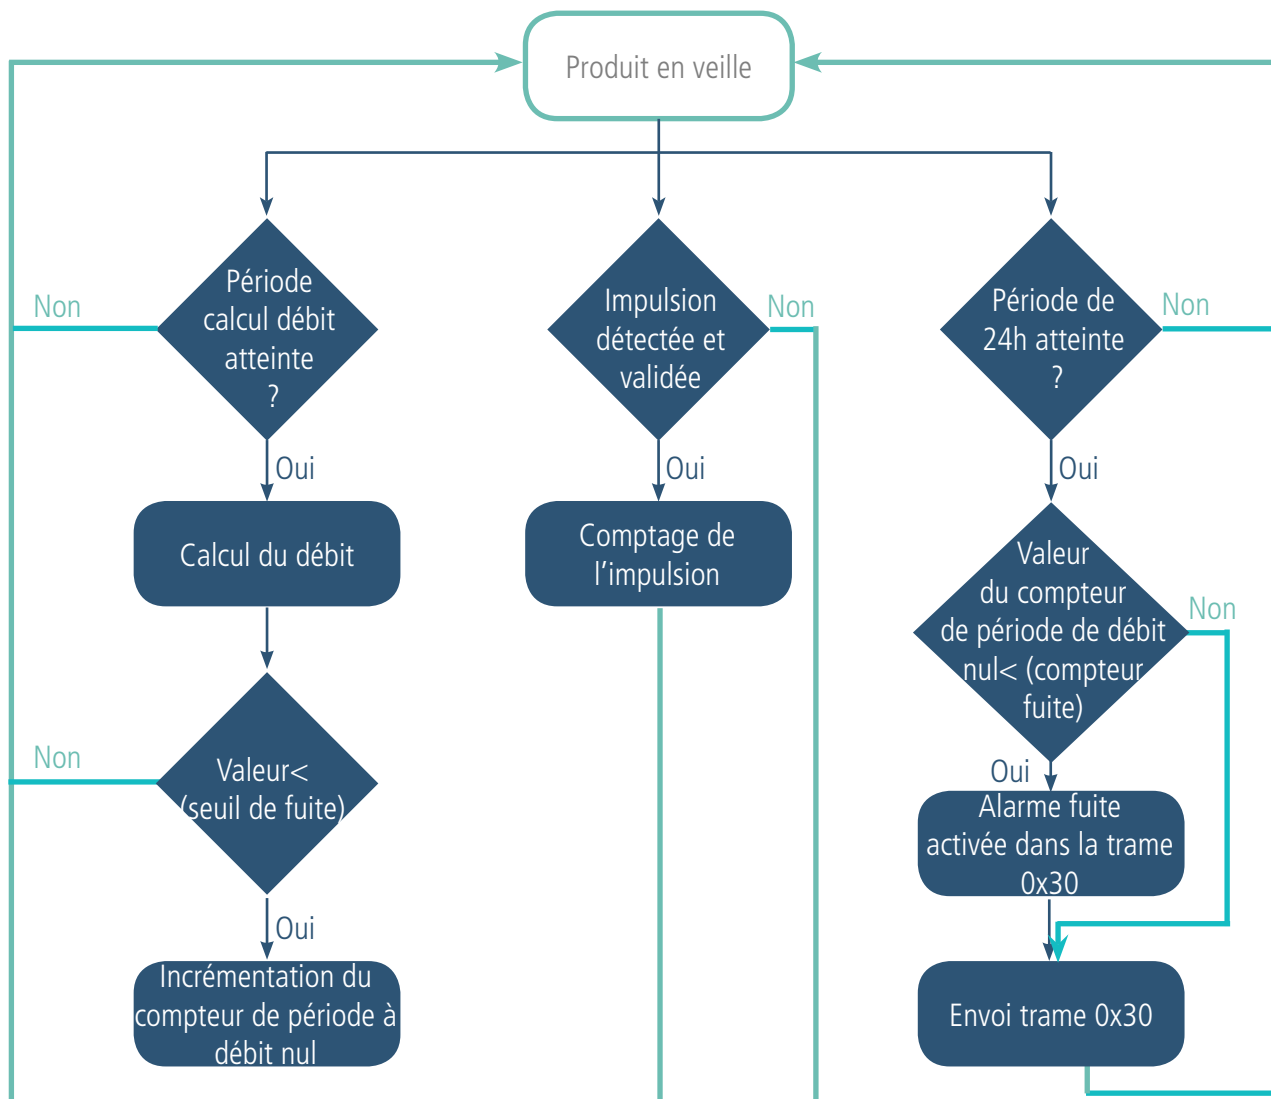 Produit en veille
Période
calcul débit
atteinte
?
Non
Impulsion
détectée et
validée
Non
Période de
24h atteinte
?
Non
Oui
Oui
Oui
Calcul du débit
Comptage de
l'impulsion
Valeur
du compteur
de période de débit
nul< (compteur
fuite)
Non
Non
Valeur<
(seuil de fuite)
Oui
Alarme fuite
activée dans la trame
0x30
Oui
Incrémentation du
compteur de période à
débit nul
Envoi trame 0x30